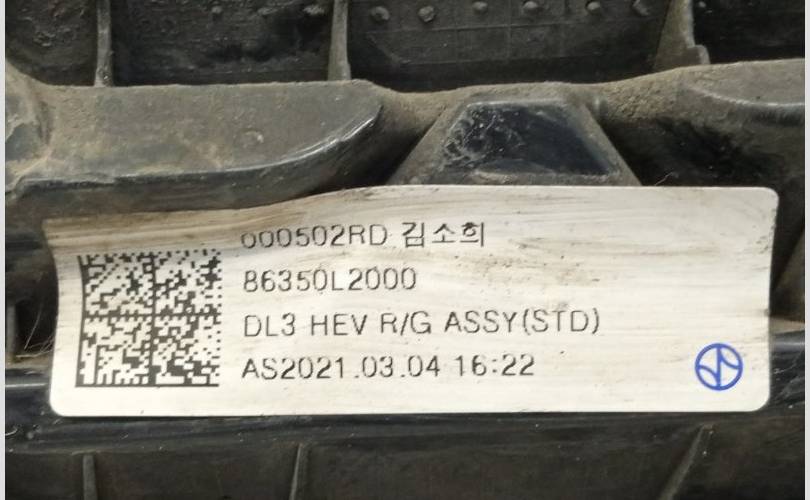 000502RD 김소희
86350L2000
DL3 HEV R/G ASSY(STD)
AS2021.03.04 16:22